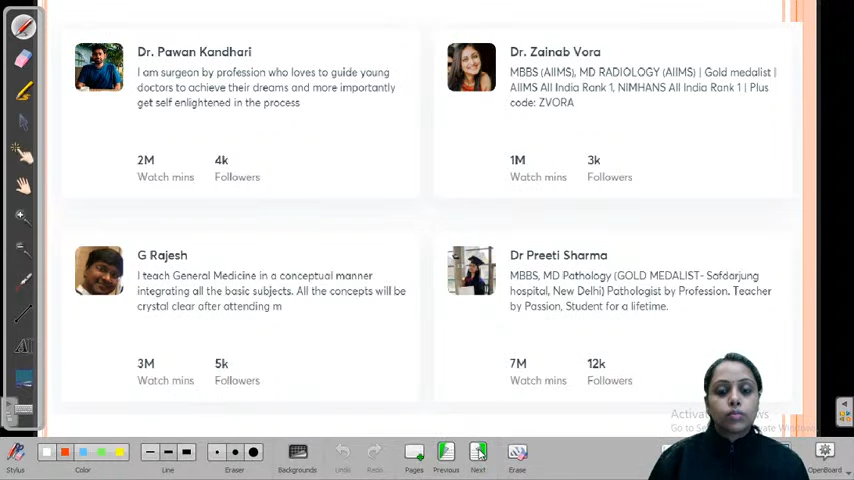 Dr. Pawan Kandhari
I am surgeon by profession who loves to guide young
doctors to achieve their dreams and more importantly
get self enlightened in the process
2M
4k
Watch mins
Followers
Dr. Zainab Vora
MBBS (AIIMS), MD RADIOLOGY (AIIMS) | Gold medalist |
AIIMS All India Rank 1, NIMHANS All India Rank 1 | Plus
code: ZVORA
1M
3k
Watch mins
Followers
G Rajesh
I teach General Medicine in a conceptual manner
integrating all the basic subjects. All the concepts will be
crystal clear after attending m
3M
5k
Watch mins
Followers
Dr Preeti Sharma
MBBS, MD Pathology (GOLD MEDALIST- Safdarjung
hospital, New Delhi) Pathologist by Profession. Teacher
by Passion, Student for a lifetime.
7M
12k
Watch mins
Followers
Go to
Stylus
Color
Line
Eraser
Backgrounds
Undo
Redo
Pages
Previous
Next
Erase
OpenBoard